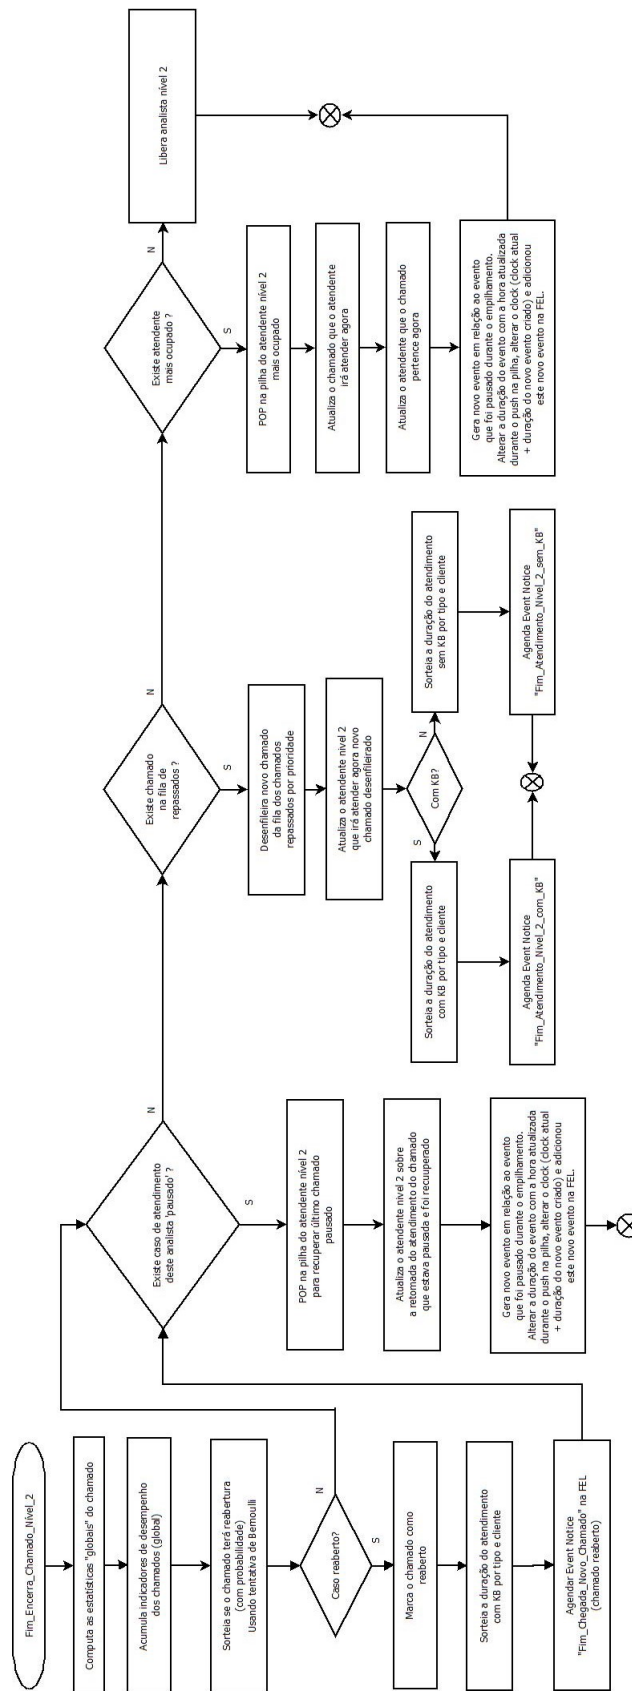 Fim_Encerra_Chamado_Nível_2
Computa as estatísticas "globais" do chamado
Acumula indicadores de desempenho
dos chamados (global)
Sorteia se o chamado terá reabertura
(com probabilidade)
Usando tentativa de Bernoulli
Caso reaberto?
N
S
Marca o chamado como
reaberto
Sorteia a duração do atendimento
com KB por tipo e cliente
Agendar Event Notice
"Fim_Chegada_Novo_Chamado" na FEL
(chamado reaberto)
Existe caso de atendimento
deste analista 'pausado' ?
N
S
POP na pilha do atendente nível 2
para recuperar último chamado
pausado
Atualiza o atendente nível 2 sobre
a retomada do atendimento do chamado
que estava pausada e foi recuuperado
Gera novo evento em relação ao evento
que foi pausado durante o empilhamento.
Alterar a duração do evento com a hora atualizada
durante o push na pilha, alterar o clock (clock atual
+ duração do novo evento criado) e adicionou
este novo evento na FEL.
Existe chamado
na fila de
repassados ?
N
S
Desenfileira novo chamado
da fila dos chamados
repassados por prioridade
Atualiza o atendente nível 2
que irá atender agora novo
chamado desenfileirado
Com KB?
S
N
Sorteia a duração do atendimento
com KB por tipo e cliente
Agenda Event Notice
"Fim_Atendimento_Nivel_2_com_KB"
Sorteia a duração do atendimento
sem KB por tipo e cliente
Agenda Event Notice
"Fim_Atendimento_Nivel_2_sem_KB"
Existe atendente
mais ocupado ?
N
S
POP na pilha do atendente nível 2
mais ocupado
Atualiza o chamado que o atendente
irá atender agora
Atualiza o atendente que o chamado
pertence agora
Gera novo evento em relação ao evento
que foi pausado durante o empilhamento.
Alterar a duração do evento com a hora atualizada
durante o push na pilha, alterar o clock (clock atual
+ duração do novo evento criado) e adicionou
este novo evento na FEL.
Libera analista nível 2